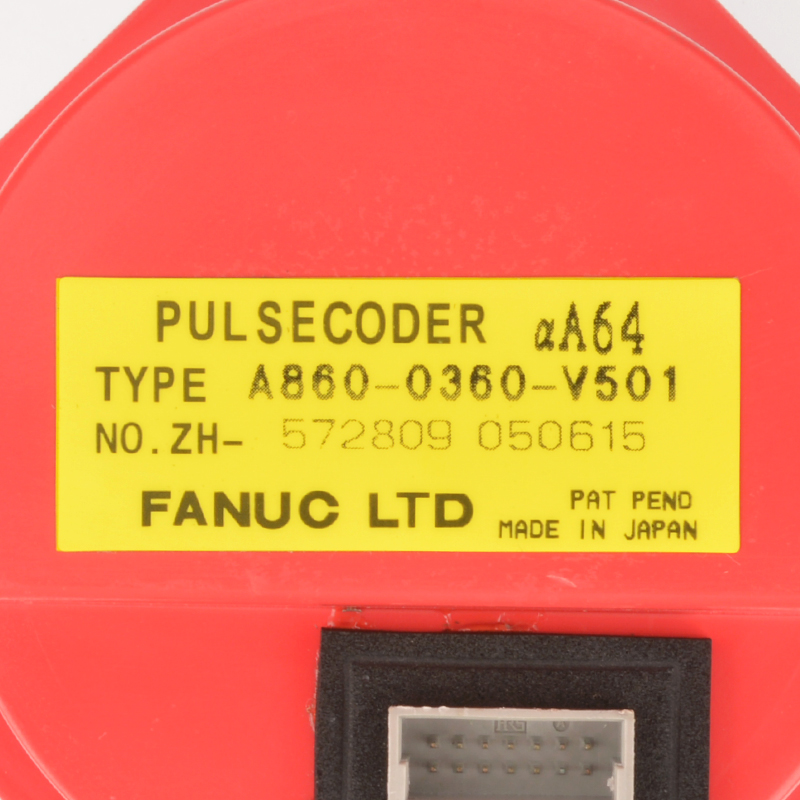 PULSECODER αA64
TYPE A860-0360-V501
NO.ZH- 572809 050615
FANUC LTD
PAT PEND
MADE IN JAPAN